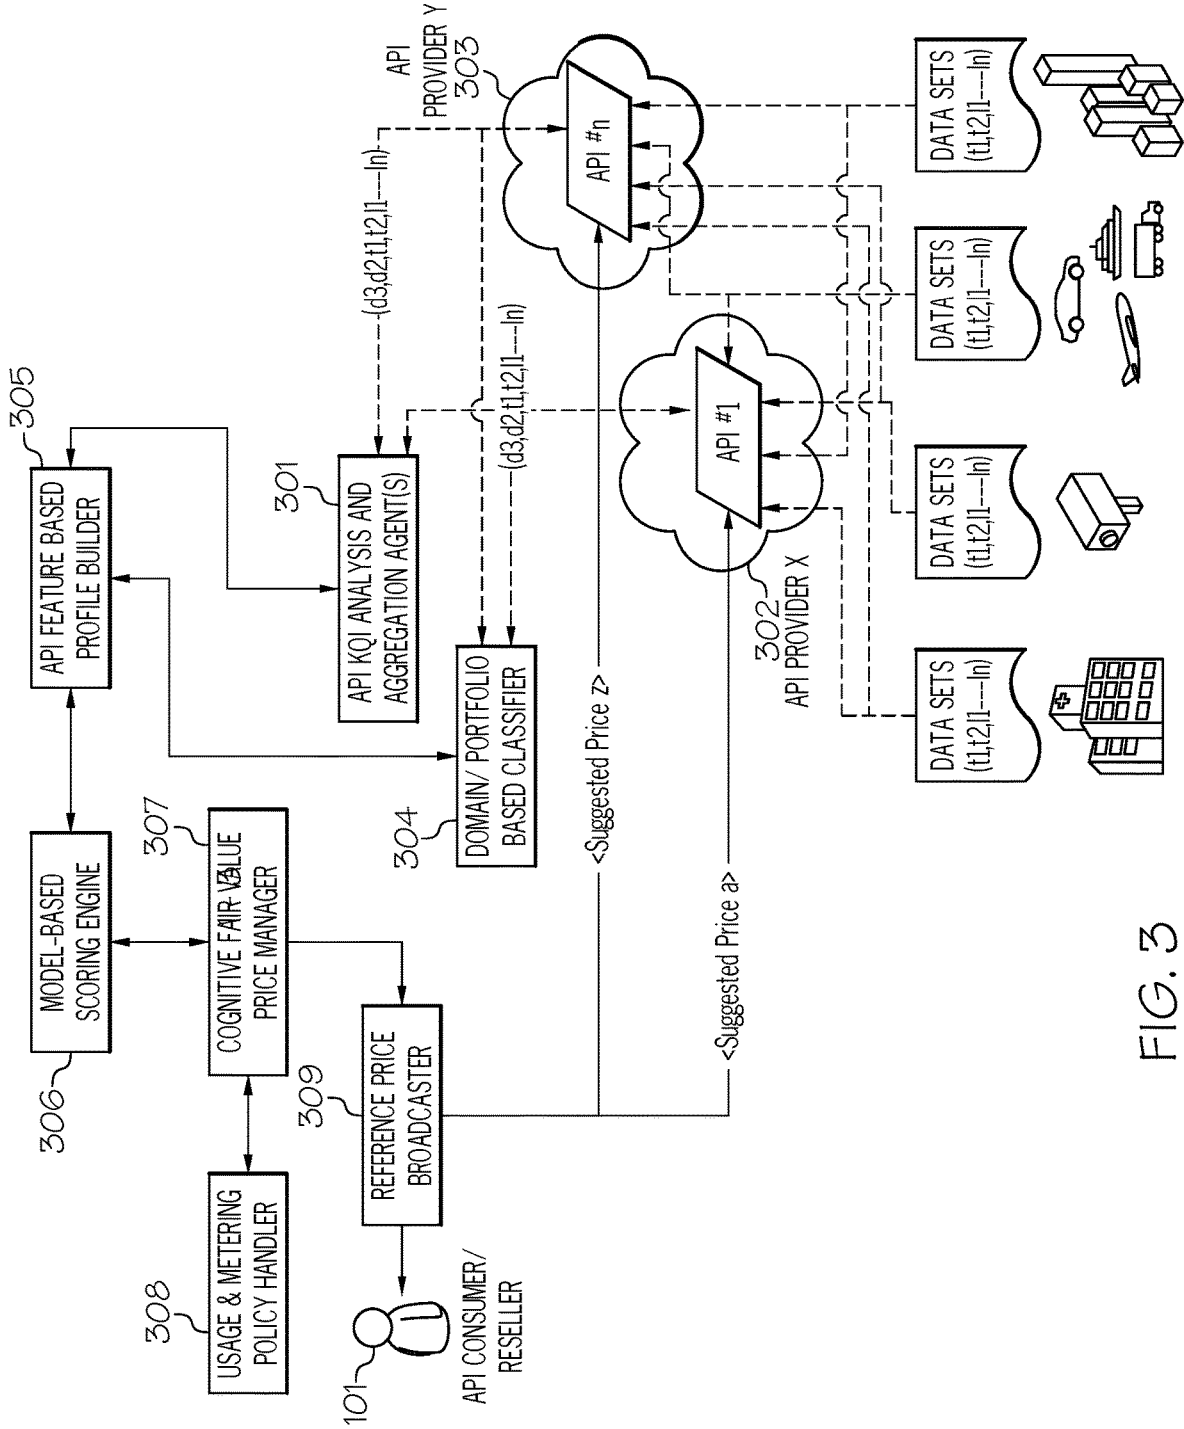 MODEL-BASED
SCORING ENGINE
306
API FEATURE BASED
PROFILE BUILDER
305
308
USAGE & METERING
POLICY HANDLER
307
COGNITIVE FAIR VALUE
PRICE MANAGER
301
API KQI ANALYSIS AND
AGGREGATION AGENT(S)
(d3,d2,t1,t2,l1----ln)
309
REFERENCE PRICE
BROADCASTER
101
API CONSUMER/
RESELLER
304
DOMAIN/ PORTFOLIO
BASED CLASSIFIER
(d3,d2,t1,t2,l1----ln)
API
PROVIDER Y
303
API #n
<Suggested Price z>
<Suggested Price a>
302
API PROVIDER X
API #1
DATA SETS
(t1,t2,l1----ln)
DATA SETS
(t1,t2,l1----ln)
DATA SETS
(t1,t2,l1----ln)
DATA SETS
(t1,t2,l1----ln)
FIG. 3